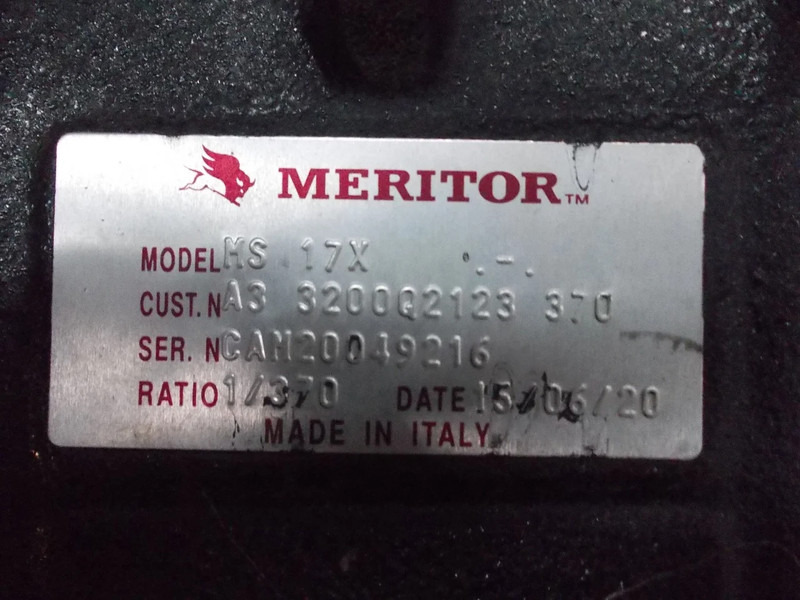 MERITOR™
MODEL MS 17X .-.
CUST.N A3 3200Q2123 370
SER. N CAM20049216
RATIO 1/370 DATE 15/06/20
MADE IN ITALY